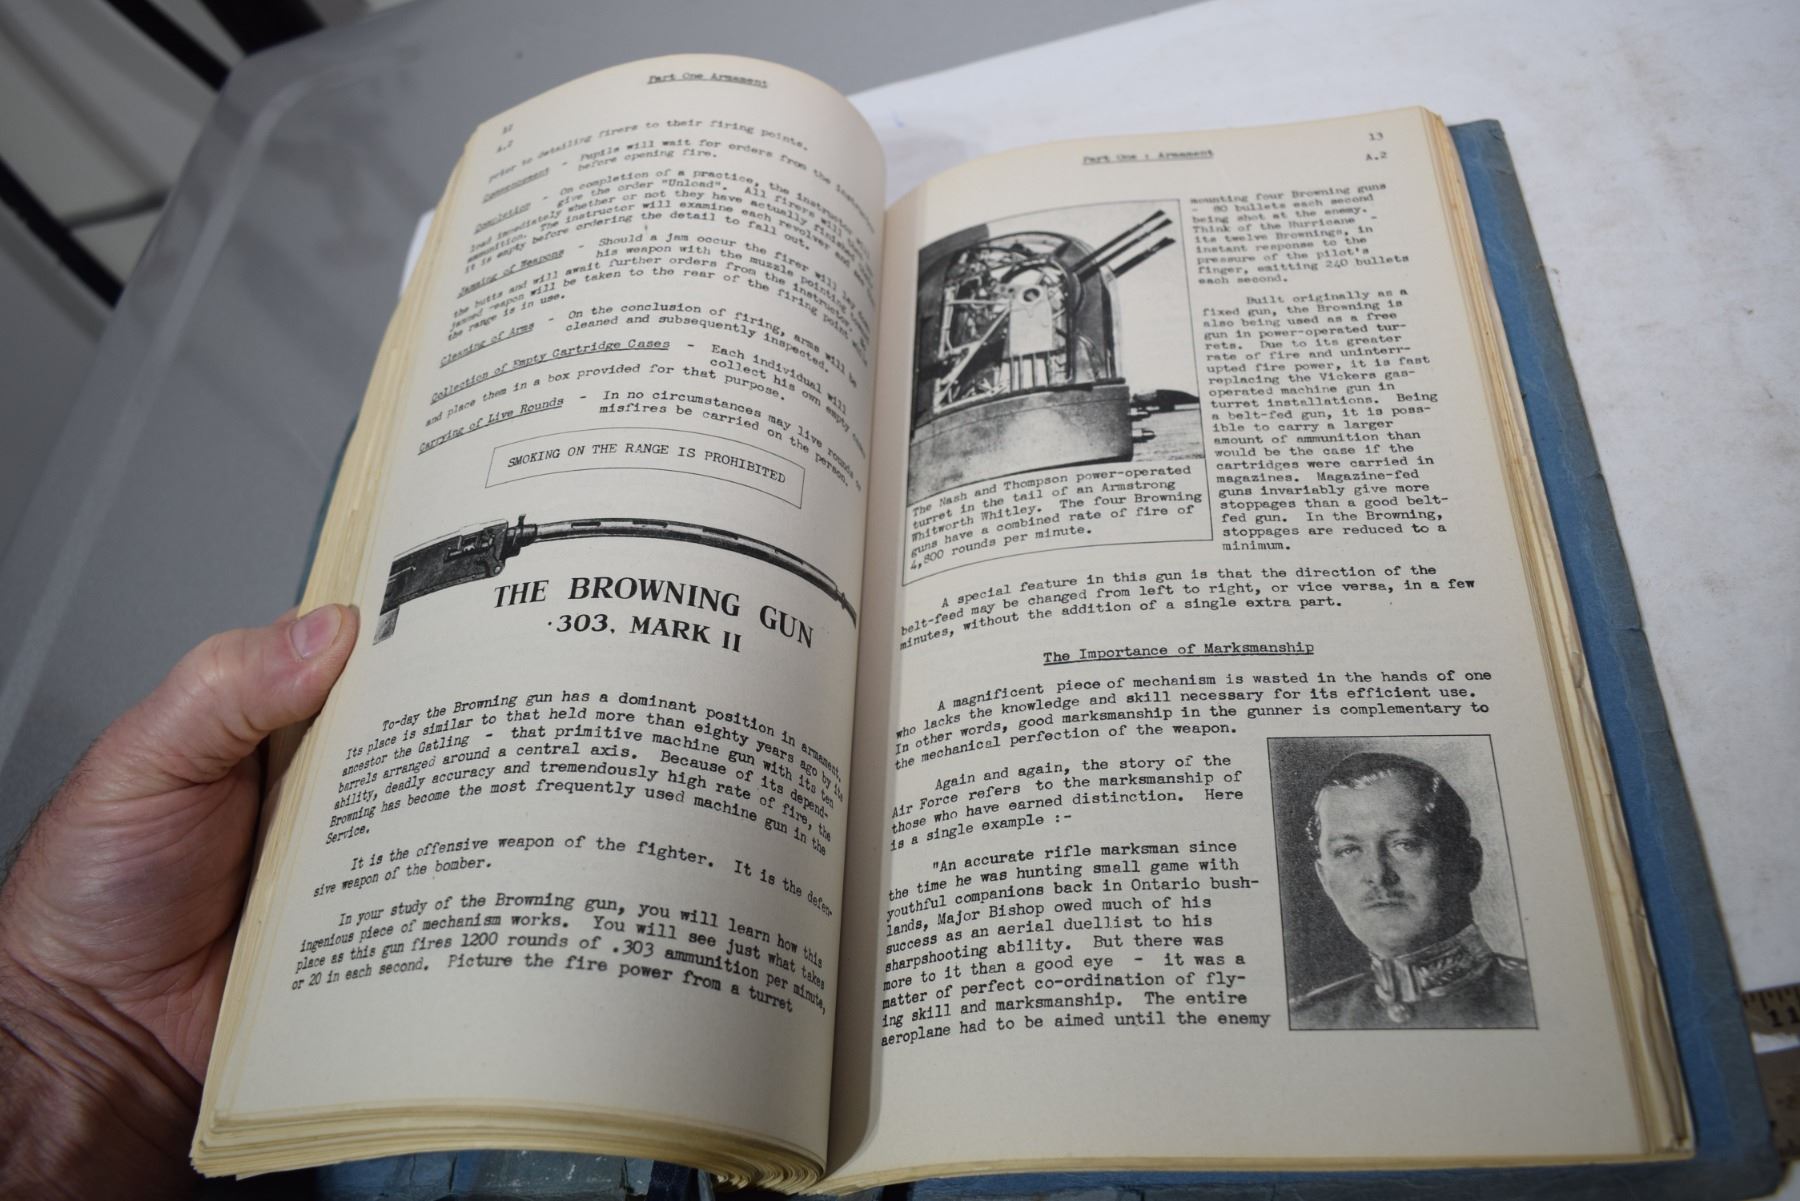 Part One Armament
12
A.2
prior to detailing firers to their firing points.
Commencement - Pupils will wait for orders from the instructor
before opening fire.
Completion - On completion of a practice, the instructor will
give the order "Unload". All firers will then
immediately whether or not they have actually finished
ammunition. The instructor will examine each revolver and see
it is empty before ordering the detail to fall out.
Jamming of Weapons - Should a jam occur the firer will lay down
his weapon with the muzzle pointing
the butts and will await further orders from the instructor.
jammed weapon will be taken to the rear of the firing point while
the range is in use.
Cleaning of Arms - On the conclusion of firing, arms will be
cleaned and subsequently inspected.
Collection of Empty Cartridge Cases - Each individual will
collect his own empty cases
and place them in a box provided for that purpose.
Carrying of Live Rounds - In no circumstances may live rounds or
misfires be carried on the person.
SMOKING ON THE RANGE IS PROHIBITED
THE BROWNING GUN
·303. MARK II
To-day the Browning gun has a dominant position in armament.
Its place is similar to that held more than eighty years ago by its
ancestor the Gatling - that primitive machine gun with its ten
barrels arranged around a central axis. Because of its depend-
ability, deadly accuracy and tremendously high rate of fire, the
Browning has become the most frequently used machine gun in the
Service.
It is the offensive weapon of the fighter. It is the defen-
sive weapon of the bomber.
In your study of the Browning gun, you will learn how this
ingenious piece of mechanism works. You will see just what takes
place as this gun fires 1200 rounds of .303 ammunition per minute,
or 20 in each second. Picture the fire power from a turret
13
Part One : Armament
A.2
mounting four Browning guns
- 80 bullets each second
being shot at the enemy.
Think of the Hurricane -
its twelve Brownings, in
instant response to the
pressure of the pilot's
finger, emitting 240 bullets
each second.
Built originally as a
fixed gun, the Browning is
also being used as a free
gun in power-operated tur-
rets. Due to its greater
rate of fire and uninterr-
upted fire power, it is fast
replacing the Vickers gas-
operated machine gun in
turret installations. Being
a belt-fed gun, it is poss-
ible to carry a larger
amount of ammunition than
would be the case if the
cartridges were carried in
magazines. Magazine-fed
guns invariably give more
stoppages than a good belt-
fed gun. In the Browning,
stoppages are reduced to a
minimum.
The Nash and Thompson power-operated
turret in the tail of an Armstrong
Whitworth Whitley. The four Browning
guns have a combined rate of fire of
4,800 rounds per minute.
A special feature in this gun is that the direction of the
belt-feed may be changed from left to right, or vice versa, in a few
minutes, without the addition of a single extra part.
The Importance of Marksmanship
A magnificent piece of mechanism is wasted in the hands of one
who lacks the knowledge and skill necessary for its efficient use.
In other words, good marksmanship in the gunner is complementary to
the mechanical perfection of the weapon.
Again and again, the story of the
Air Force refers to the marksmanship of
those who have earned distinction. Here
is a single example :-
"An accurate rifle marksman since
the time he was hunting small game with
youthful companions back in Ontario bush-
lands, Major Bishop owed much of his
success as an aerial duellist to his
sharpshooting ability. But there was
more to it than a good eye - it was a
matter of perfect co-ordination of fly-
ing skill and marksmanship. The entire
aeroplane had to be aimed until the enemy
11